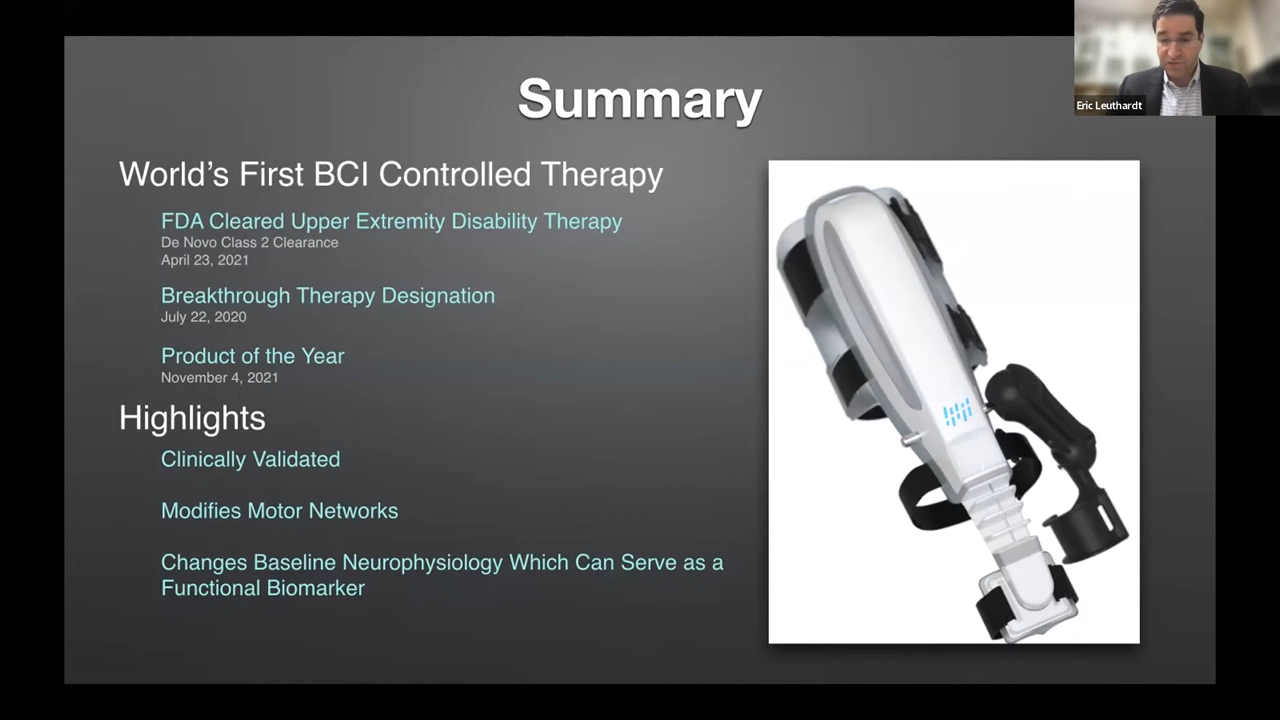 Summary
World's First BCI Controlled Therapy
FDA Cleared Upper Extremity Disability Therapy
De Novo Class 2 Clearance
April 23, 2021
Breakthrough Therapy Designation
July 22, 2020
Product of the Year
November 4, 2021
Highlights
Clinically Validated
Modifies Motor Networks
Changes Baseline Neurophysiology Which Can Serve as a
Functional Biomarker
Eric Leuthardt